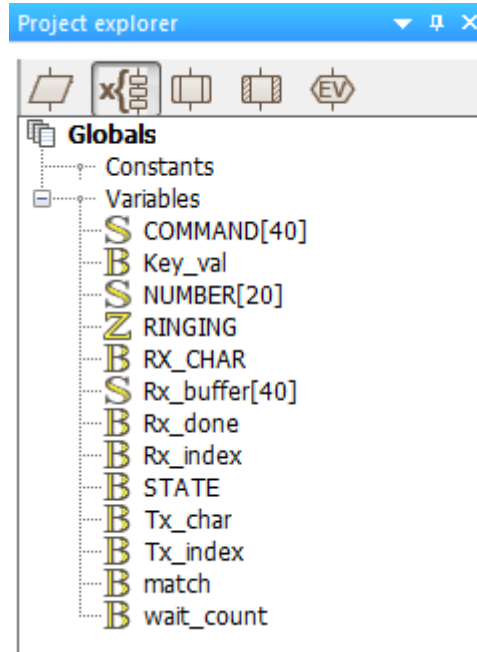 Project explorer
x{ EV
Globals
Constants
Variables
S COMMAND[40]
B Key_val
S NUMBER[20]
Z RINGING
B RX_CHAR
S Rx_buffer[40]
B Rx_done
B Rx_index
B STATE
B Tx_char
B Tx_index
B match
B wait_count